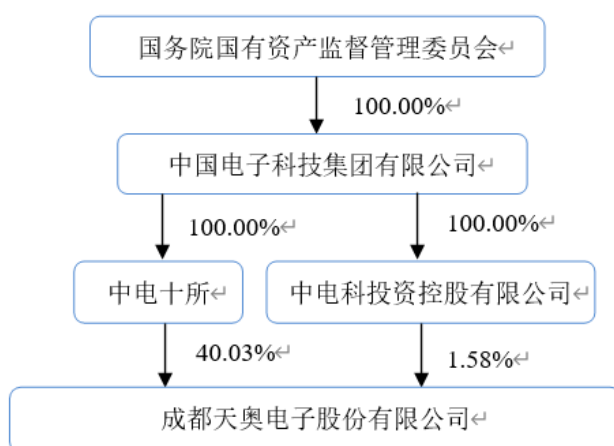 国务院国有资产监督管理委员会↵
100.00%↵
中国电子科技集团有限公司↵
100.00%↵
100.00%↵
中电十所↵
中电科投资控股有限公司↵
40.03%↵
1.58%↵
成都天奥电子股份有限公司↵